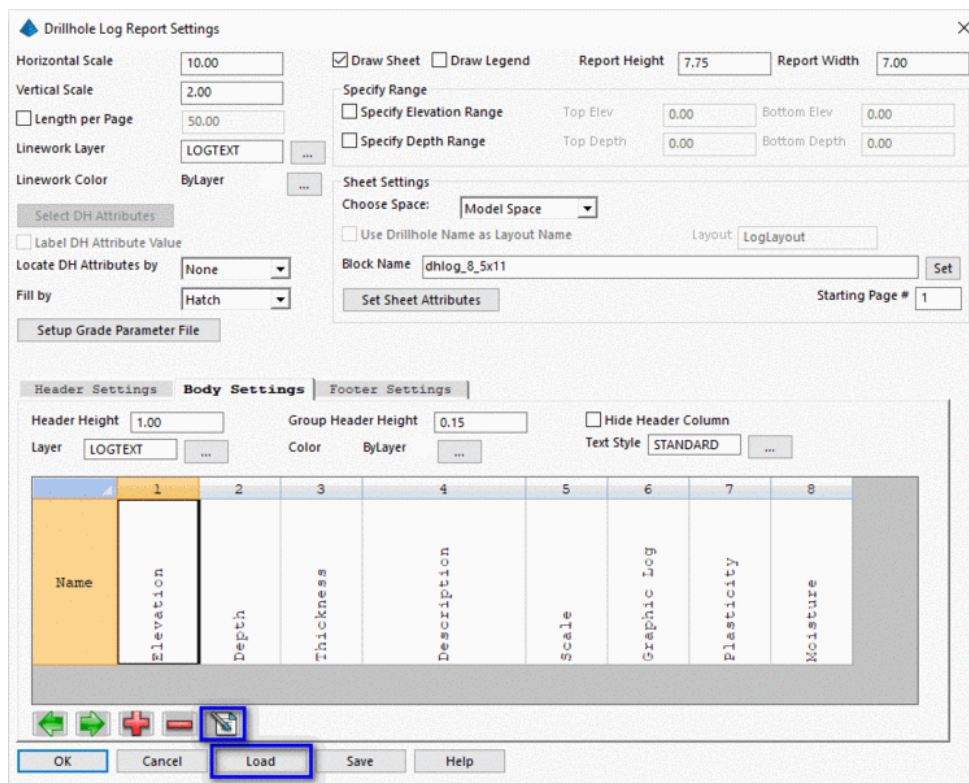 Drillhole Log Report Settings
Horizontal Scale 10.00 Draw Sheet Draw Legend Report Height 7.75 Report Width 7.00
Vertical Scale 2.00
Length per Page 50.00
Linework Layer LOGTEXT ...
Linework Color ByLayer ...
Select DH Attributes
Label DH Attribute Value
Locate DH Attributes by None
Fill by Hatch
Setup Grade Parameter File
Specify Range
Specify Elevation Range Top Elev 0.00 Bottom Elev 0.00
Specify Depth Range Top Depth 0.00 Bottom Depth 0.00
Sheet Settings
Choose Space: Model Space
Use Drillhole Name as Layout Name Layout LogLayout
Block Name dhlog_8_5x11 Set
Set Sheet Attributes Starting Page # 1
Header Settings Body Settings Footer Settings
Header Height 1.00 Group Header Height 0.15 Hide Header Column
Layer LOGTEXT ... Color ByLayer ... Text Style STANDARD ...
1 2 3 4 5 6 7 8
Name Elevation Depth Thickness Description Scale Graphic Log Plasticity Moisture
OK Cancel Load Save Help